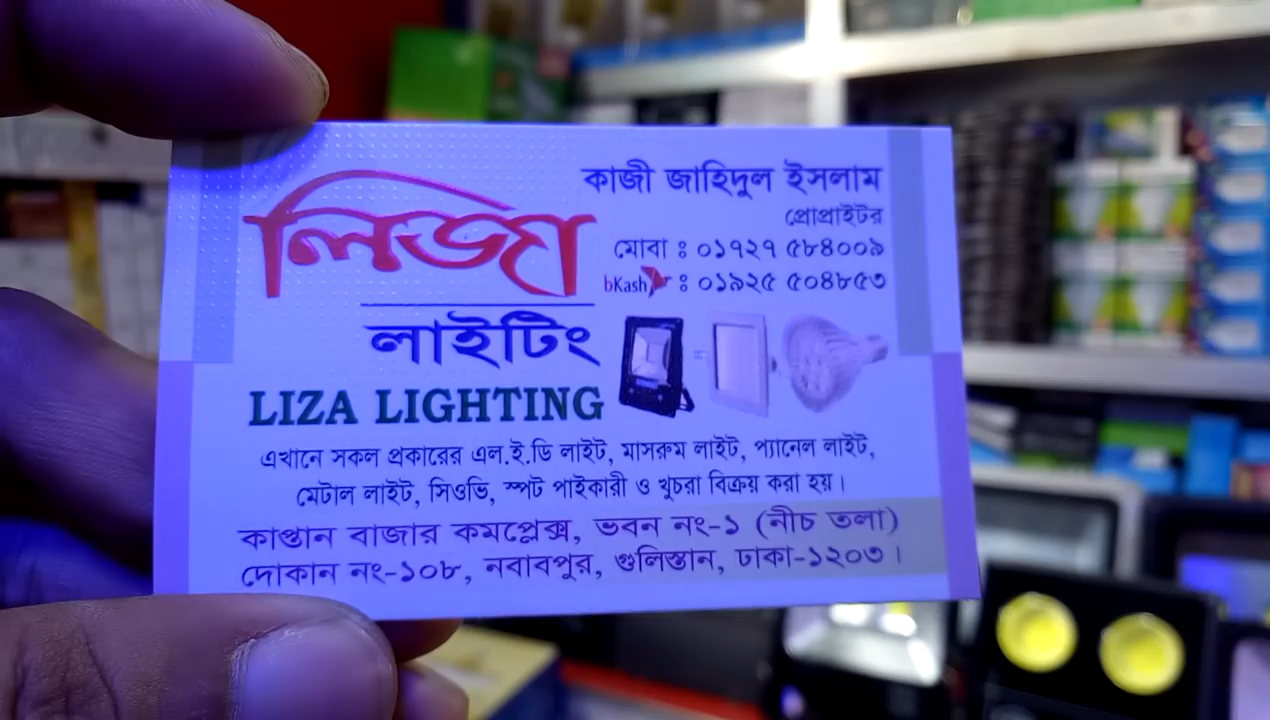 কাজী জাহিদুল ইসলাম
প্রোপ্রাইটর
মোবা ঃ ০১৭২৭ ৫৮৪০০৯
bKash ঃ ০১৯২৫ ৫০৪৮৫৩
লিজা
লাইটিং
LIZA LIGHTING
এখানে সকল প্রকারের এল.ই.ডি লাইট, মাসরুম লাইট, প্যানেল লাইট,
মেটাল লাইট, সিওভি, স্পট পাইকারী ও খুচরা বিক্রয় করা হয়।
কাপ্তান বাজার কমপ্লেক্স, ভবন নং-১ (নীচ তলা)
দোকান নং-১০৮, নবাবপুর, গুলিস্তান, ঢাকা-১২০৩।